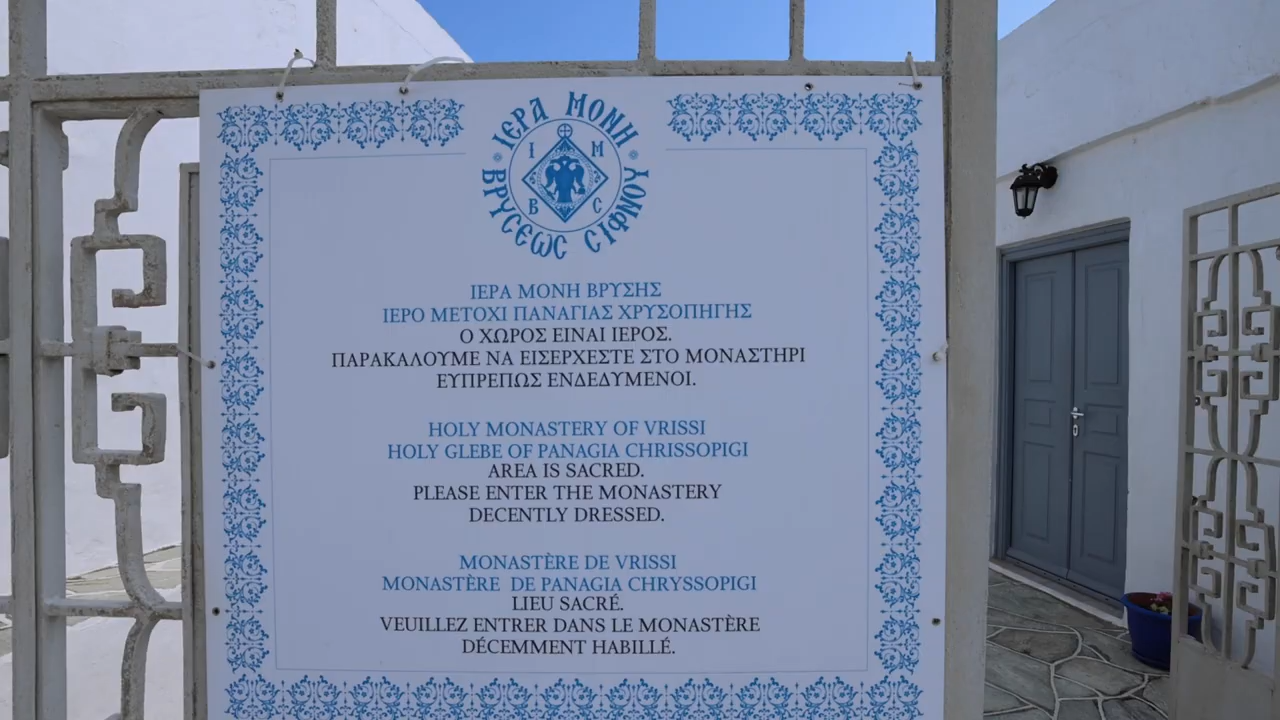 ΙΕΡΑ ΜΟΝΗ
ΒΡΥСΕωС СΙΦΝΟΥ
Ι Μ
Β С
ΙΕΡΑ ΜΟΝΗ ΒΡΥΣΗΣ
ΙΕΡΟ ΜΕΤΟΧΙ ΠΑΝΑΓΙΑΣ ΧΡΥΣΟΠΗΓΗΣ
Ο ΧΩΡΟΣ ΕΙΝΑΙ ΙΕΡΟΣ.
ΠΑΡΑΚΑΛΟΥΜΕ ΝΑ ΕΙΣΕΡΧΕΣΤΕ ΣΤΟ ΜΟΝΑΣΤΗΡΙ
ΕΥΠΡΕΠΩΣ ΕΝΔΕΔΥΜΕΝΟΙ.
HOLY MONASTERY OF VRISSI
HOLY GLEBE OF PANAGIA CHRISSOPIGI
AREA IS SACRED.
PLEASE ENTER THE MONASTERY
DECENTLY DRESSED.
MONASTÈRE DE VRISSI
MONASTÈRE DE PANAGIA CHRYSSOPIGI
LIEU SACRÉ.
VEUILLEZ ENTRER DANS LE MONASTÈRE
DÉCEMMENT HABILLÉ.